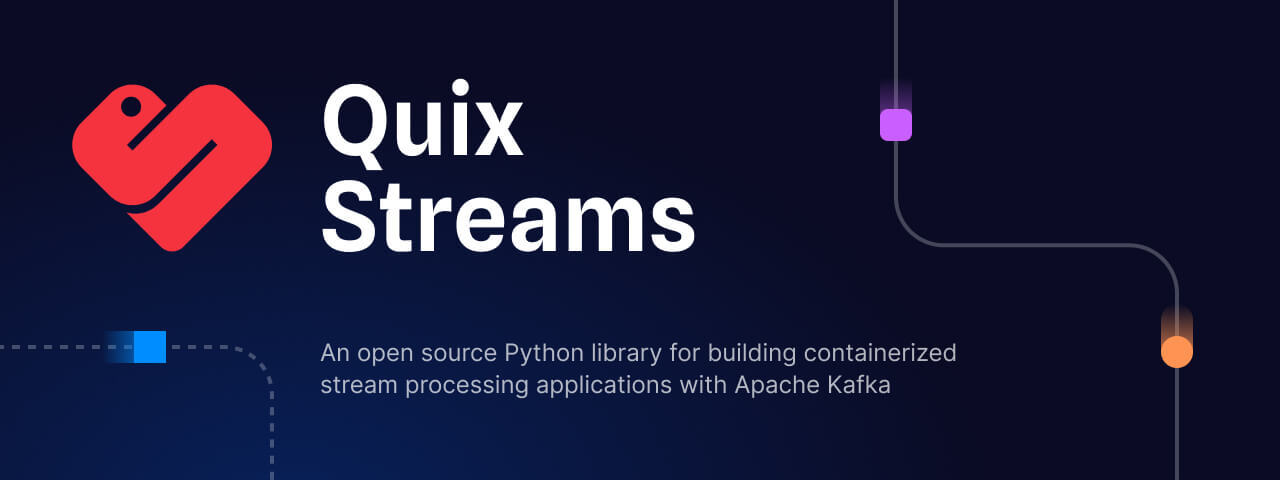 Quix
Streams
An open source Python library for building containerized
stream processing applications with Apache Kafka